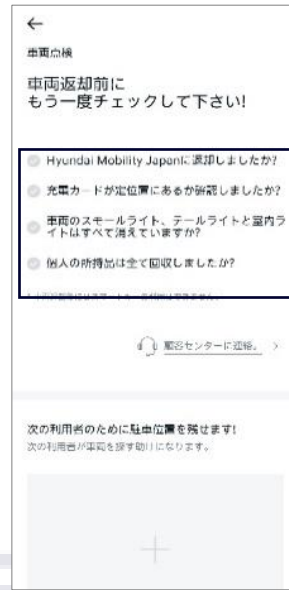 車両点検
車両返却前に
もう一度チェックして下さい!
Hyundai Mobility Japanに返却しましたか?
充電カードが定位置にあるか確認しましたか?
車両のスモールライト、テールライトと室内ラ
イトはすべて消えていますか?
個人の所持品は全て回収しましたか?
顧客センターに連絡。 >
次の利用者のために駐車位置を残せます!
次の利用者が車両を探す助けになります。